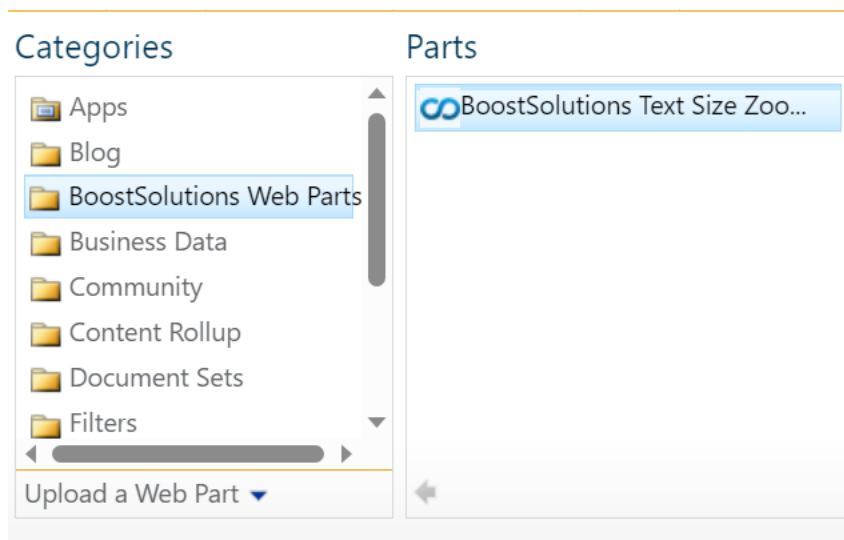 Categories
Apps
Blog
BoostSolutions Web Parts
Business Data
Community
Content Rollup
Document Sets
Filters
Upload a Web Part
Parts
BoostSolutions Text Size Zoo...